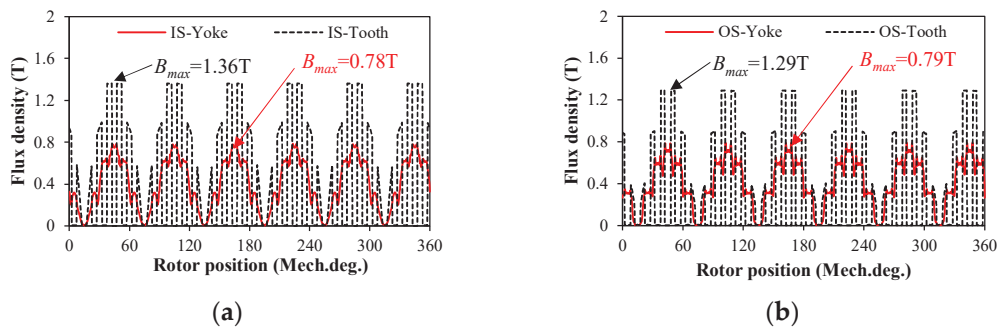 2
1.6
1.2
0.8
0.4
0
Flux density (T)
IS-Yoke
IS-Tooth
Bmax=1.36T
Bmax=0.78T
0 60 120 180 240 300 360
Rotor position (Mech.deg.)
(a)
2
1.6
1.2
0.8
0.4
0
Flux density (T)
OS-Yoke
OS-Tooth
Bmax=1.29T
Bmax=0.79T
0 60 120 180 240 300 360
Rotor position (Mech.deg.)
(b)